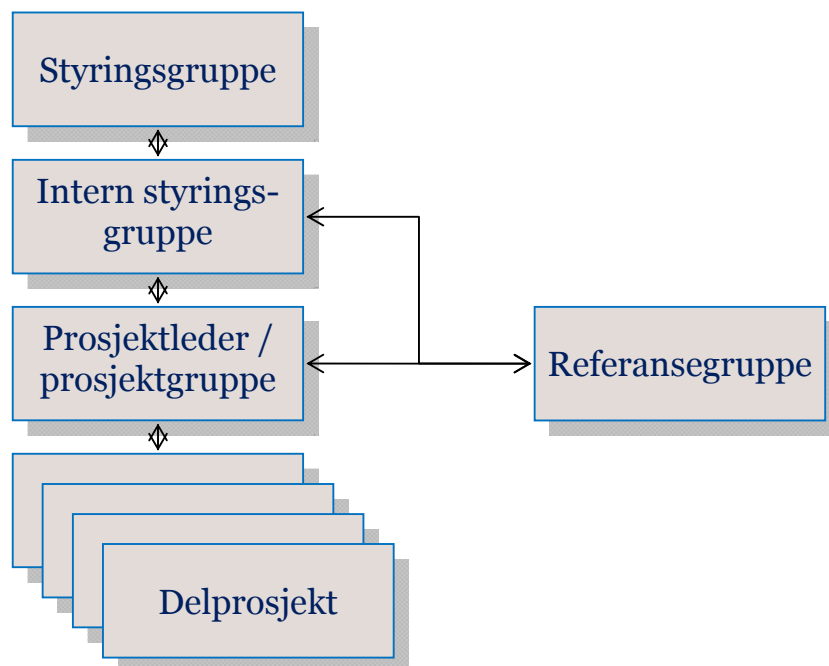 Styringsgruppe
Intern styrings-
gruppe
Prosjektleder /
prosjektgruppe
Referansegruppe
Delprosjekt